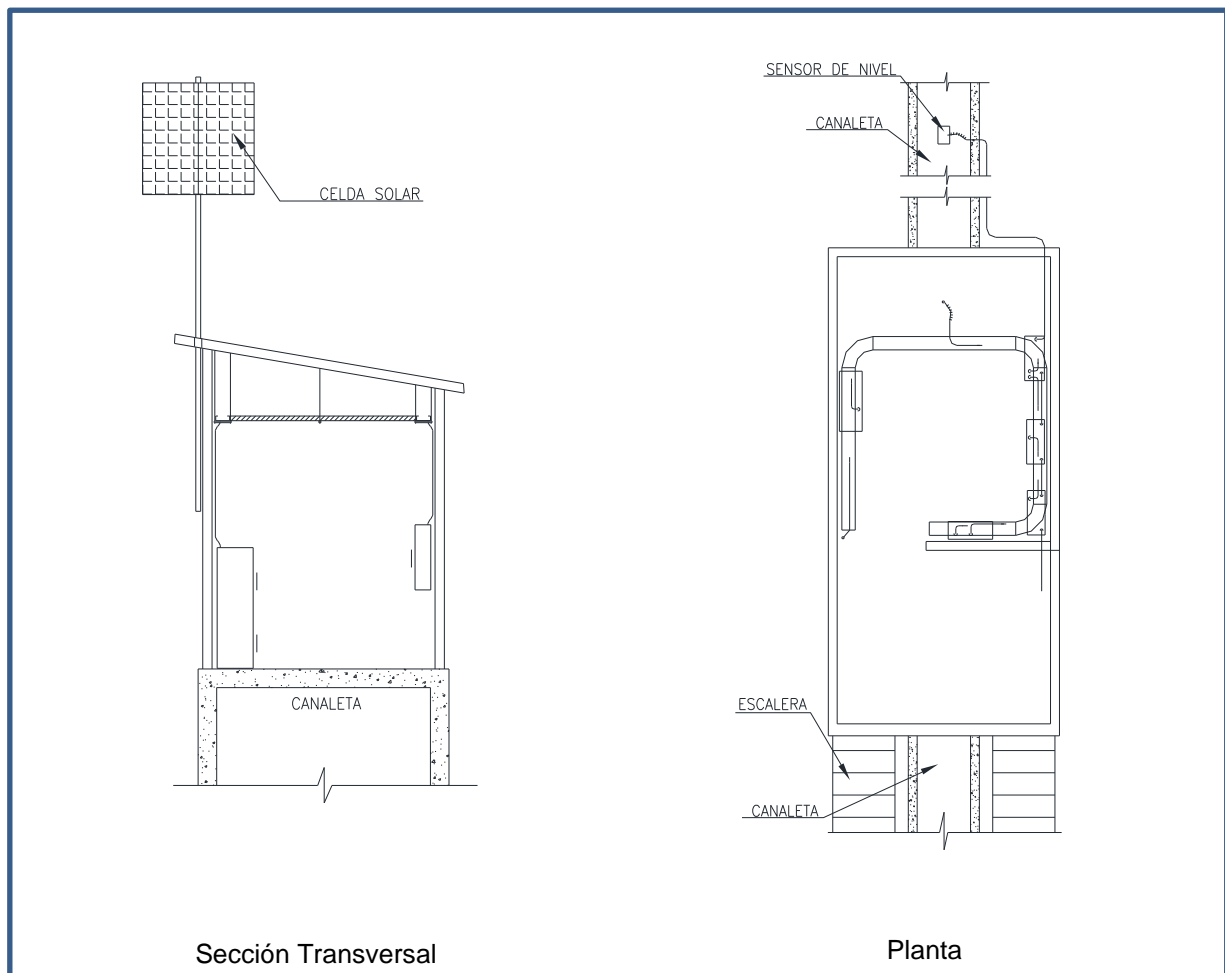 CELDA SOLAR
CANALETA
Sección Transversal
SENSOR DE NIVEL
CANALETA
ESCALERA
CANALETA
Planta